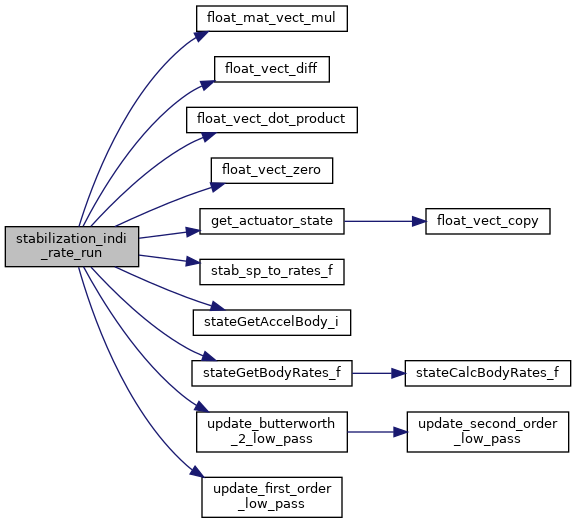 float_mat_vect_mul
float_vect_diff
float_vect_dot_product
float_vect_zero
stabilization_indi
_rate_run
get_actuator_state
float_vect_copy
stab_sp_to_rates_f
stateGetAccelBody_i
stateGetBodyRates_f
stateCalcBodyRates_f
update_butterworth
_2_low_pass
update_second_order
_low_pass
update_first_order
_low_pass